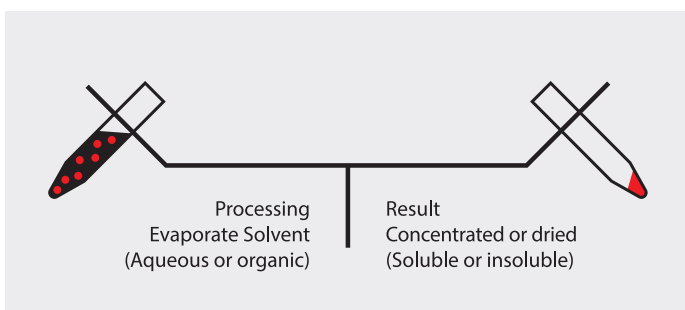 Processing
Evaporate Solvent
(Aqueous or organic)
Result
Concentrated or dried
(Soluble or insoluble)